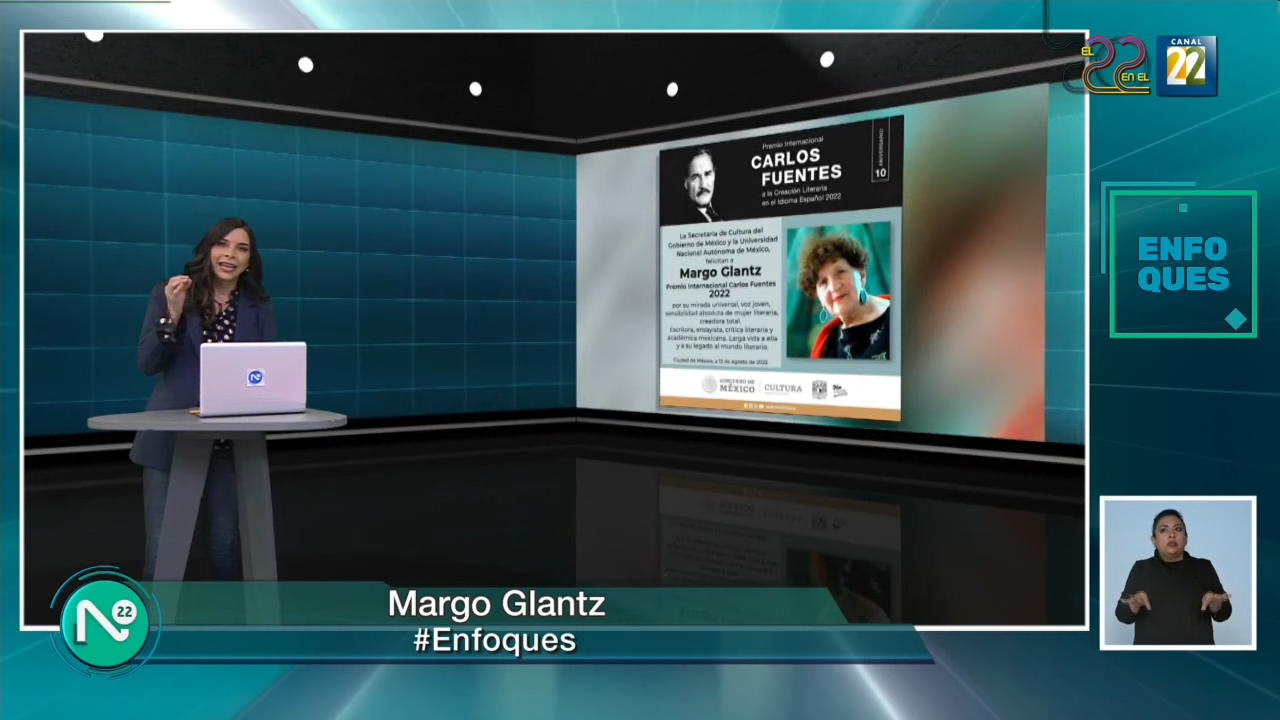 EL
22
EN EL
CANAL
22
Premio Internacional
CARLOS
FUENTES
a la Creación Literaria
en el Idioma Español 2022
ANIVERSARIO
10
La Secretaría de Cultura del
Gobierno de México y la Universidad
Nacional Autónoma de México,
felicitan a
Margo Glantz
Premio Internacional Carlos Fuentes
2022
por su mirada universal, voz joven,
sensibilidad absoluta de mujer literaria,
creadora total.
Escritora, ensayista, crítica literaria y
académica mexicana. Larga vida a ella
y a su legado al mundo literario.
Ciudad de México, a 15 de agosto de 2022
GOBIERNO DE
MÉXICO
CULTURA
ENFO
QUES
N 22
Margo Glantz
#Enfoques